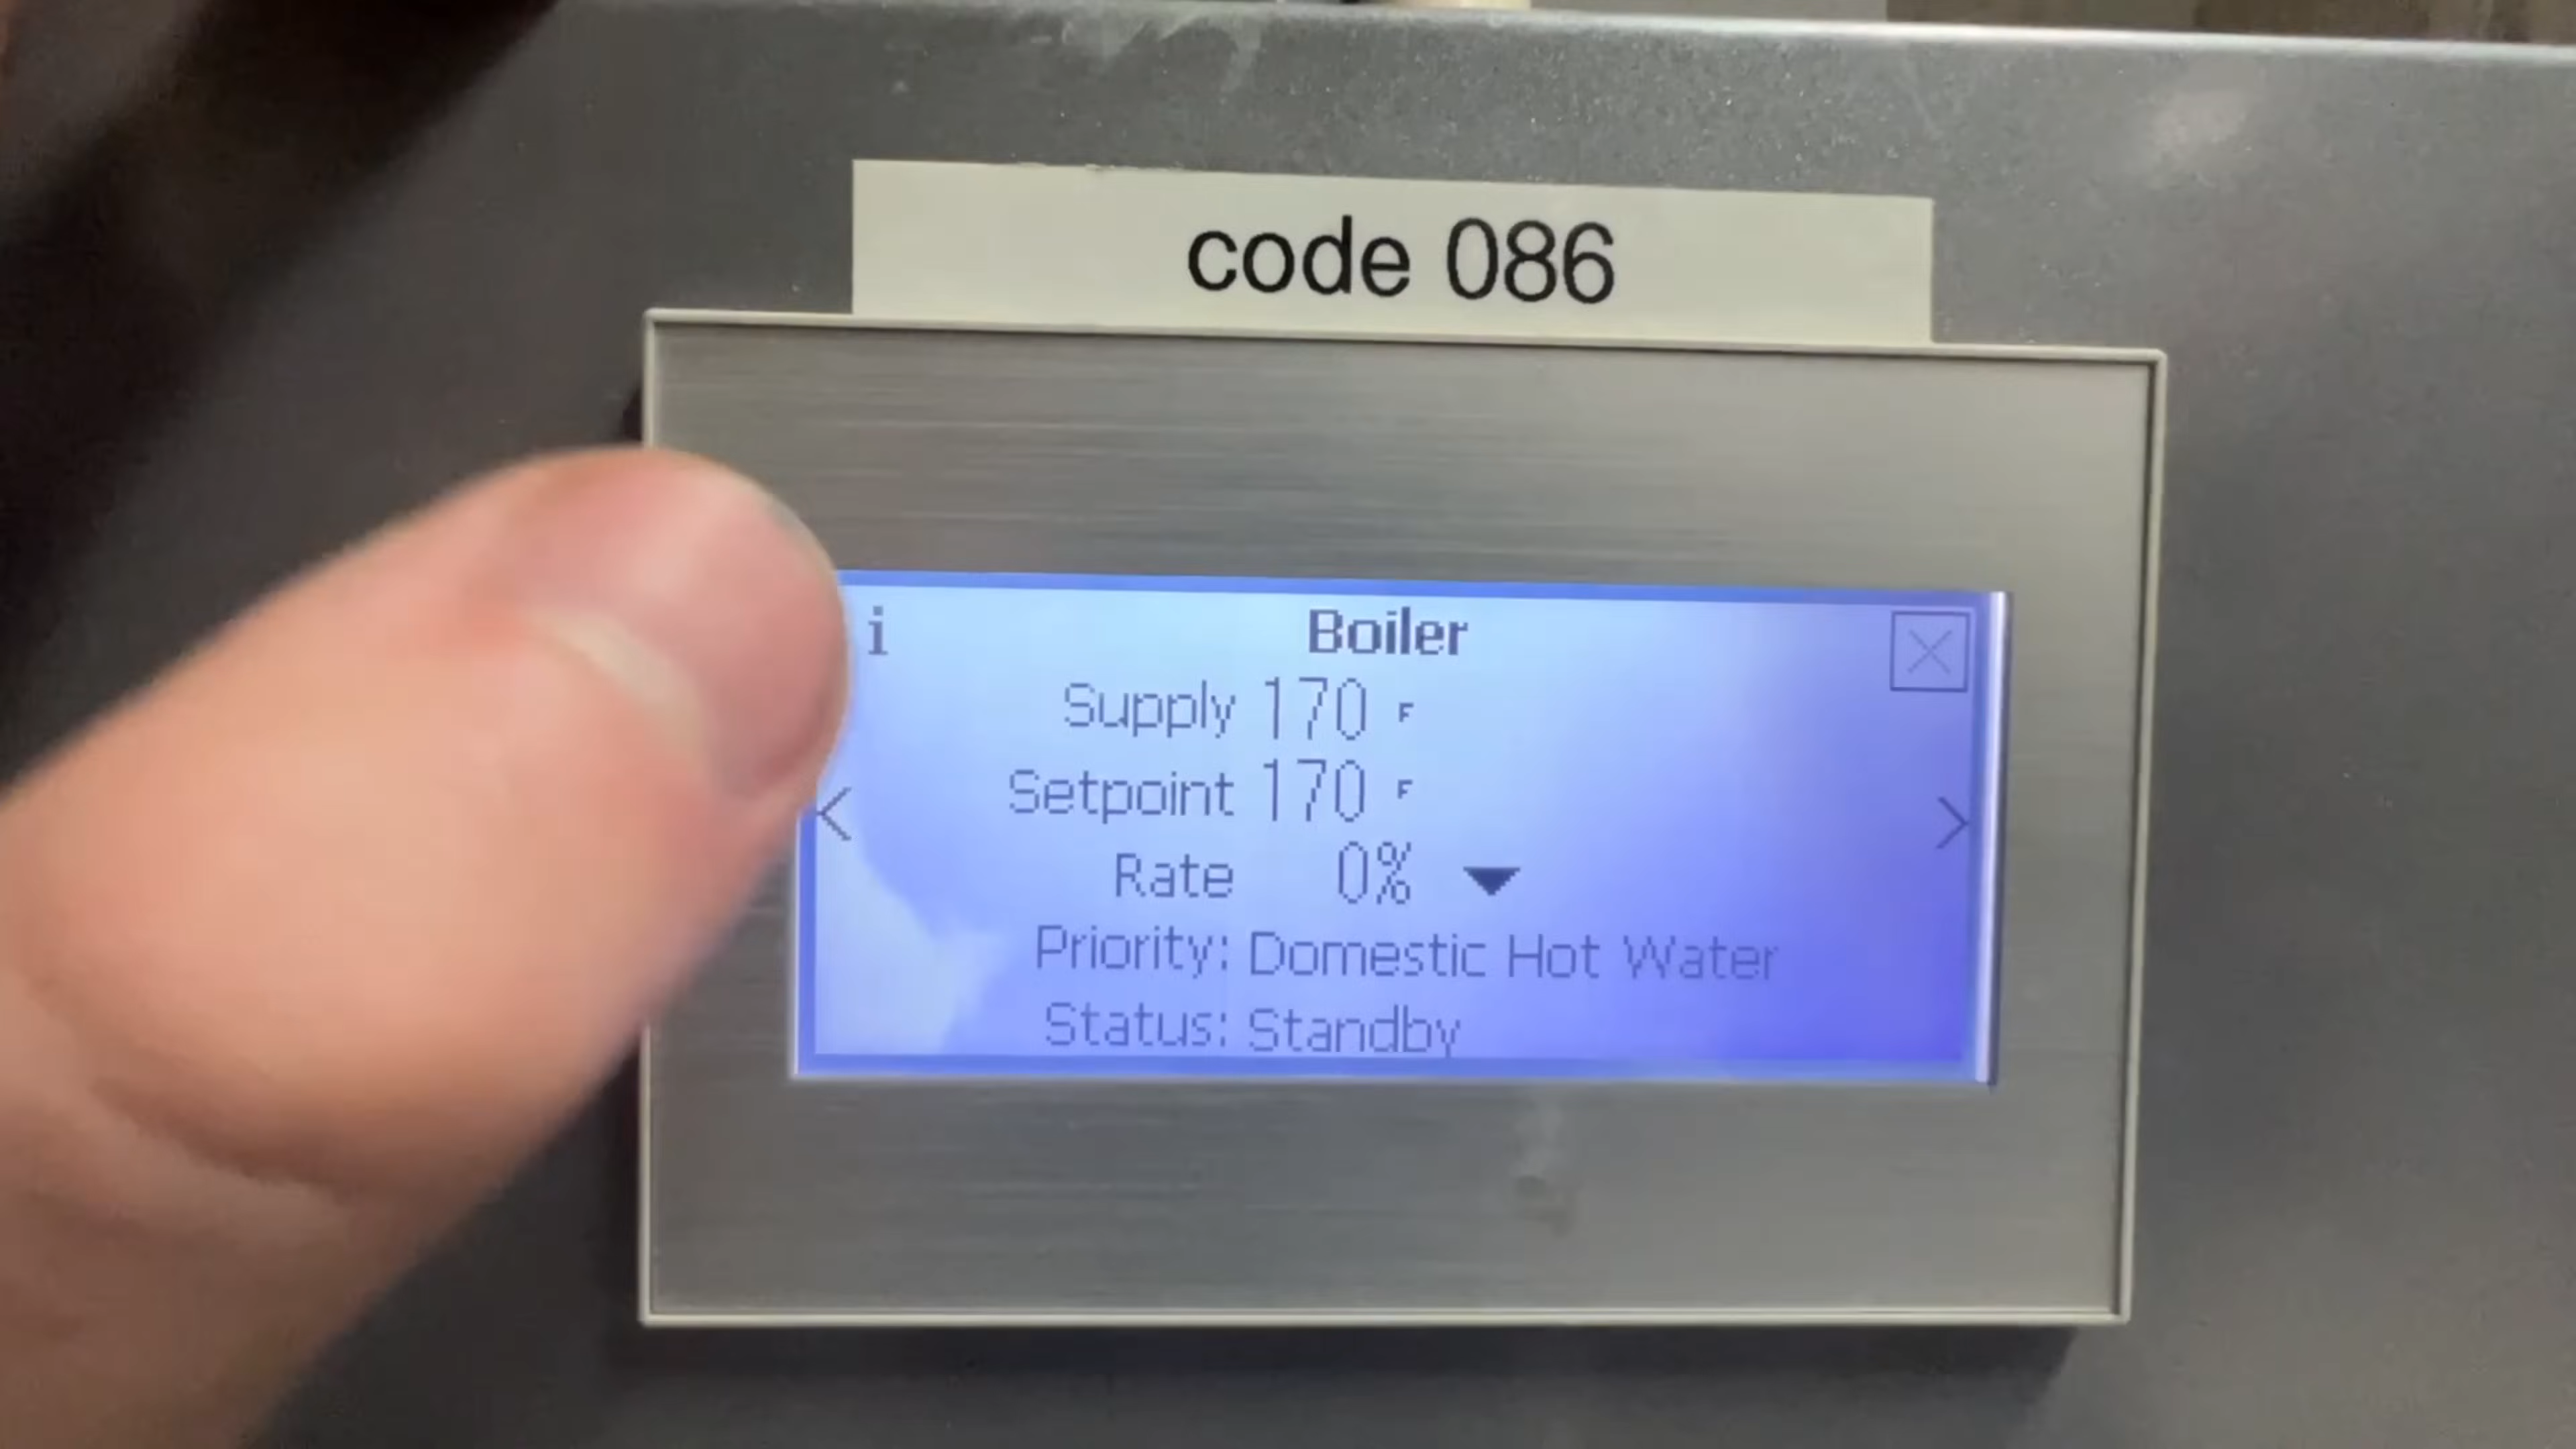 code 086
i Boiler
Supply 170 F
Setpoint 170 F
Rate 0%
Priority: Domestic Hot Water
Status: Standby